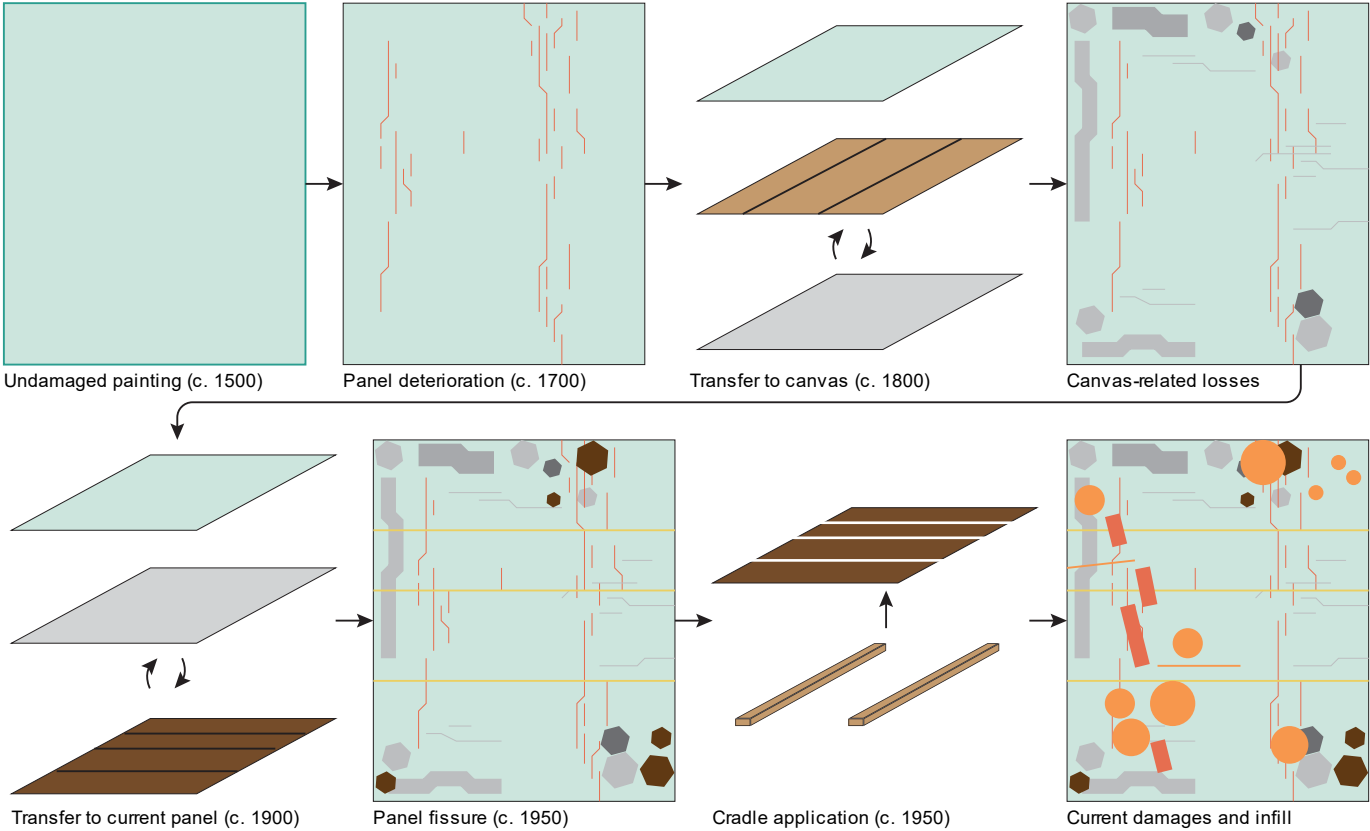 Undamaged painting (c. 1500)
Panel deterioration (c. 1700)
Transfer to canvas (c. 1800)
Canvas-related losses
Transfer to current panel (c. 1900)
Panel fissure (c. 1950)
Cradle application (c. 1950)
Current damages and infill